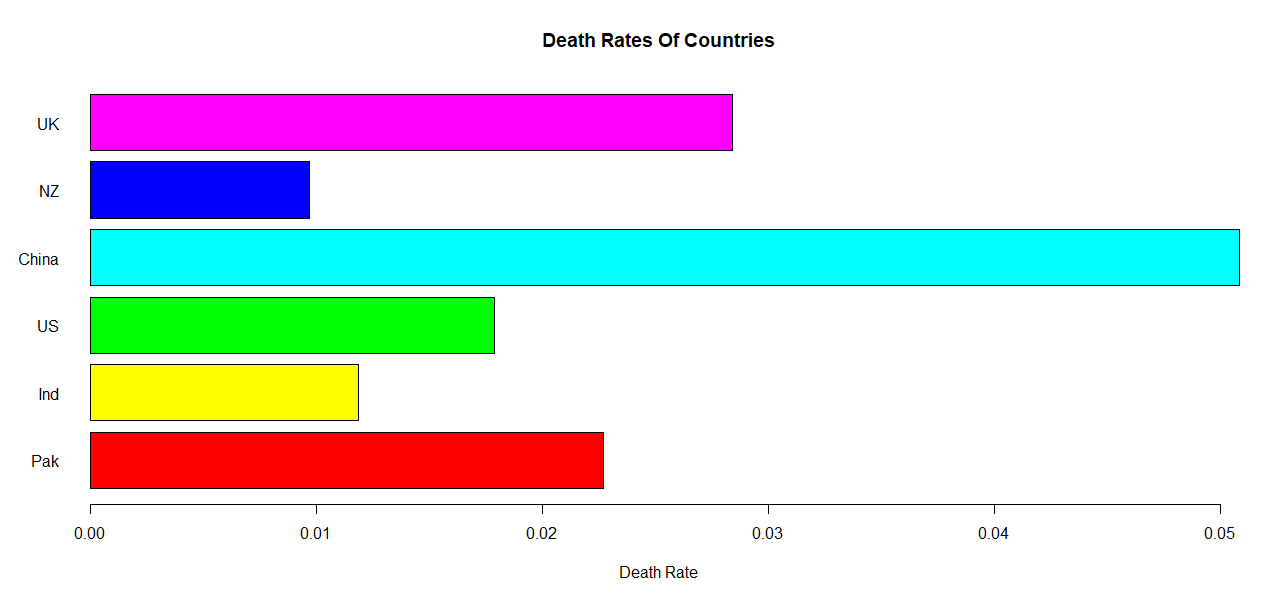 Death Rates Of Countries
UK
NZ
China
US
Ind
Pak
0.00 0.01 0.02 0.03 0.04 0.05
Death Rate